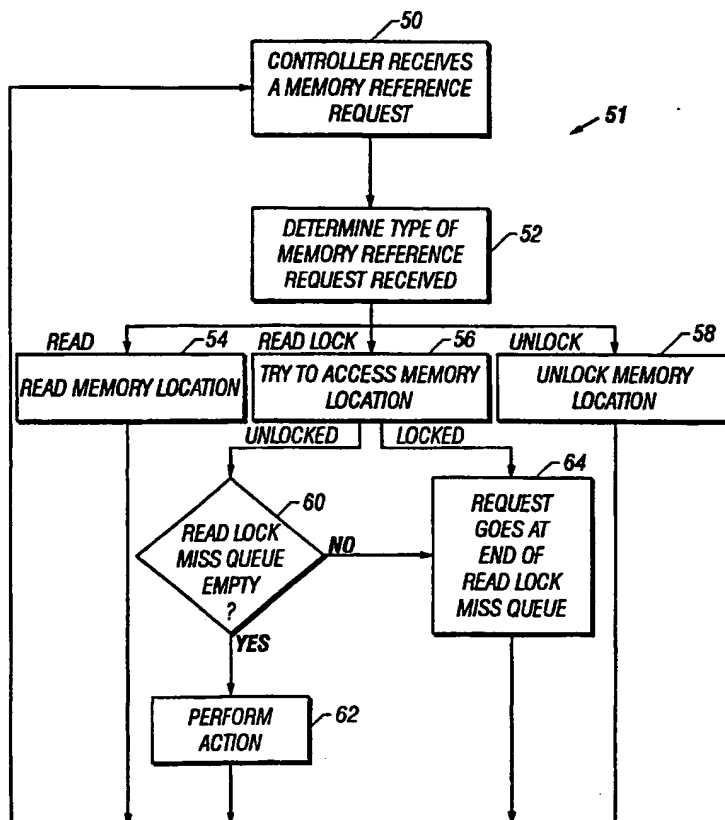 50
CONTROLLER RECEIVES
A MEMORY REFERENCE
REQUEST
51
DETERMINE TYPE OF
MEMORY REFERENCE
REQUEST RECEIVED
52
READ
54
READ LOCK
56
UNLOCK
58
READ MEMORY LOCATION
TRY TO ACCESS MEMORY
LOCATION
UNLOCK MEMORY
LOCATION
UNLOCKED
LOCKED
60
READ LOCK
MISS QUEUE
EMPTY
?
NO
YES
64
REQUEST
GOES AT
END OF
READ LOCK
MISS QUEUE
PERFORM
ACTION
62